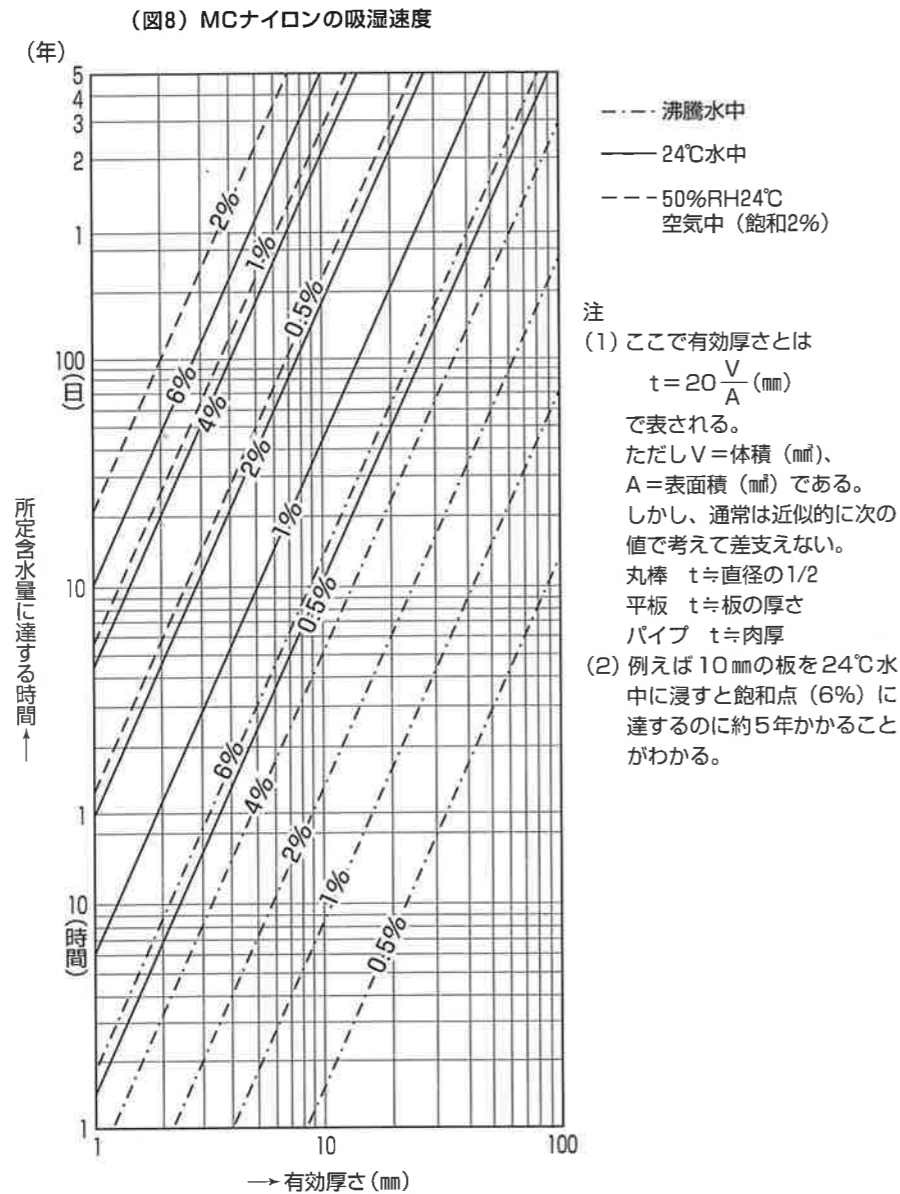 （図8）MCナイロンの吸湿速度
（年）
5
4
3
2
1
100
（日）
10
1
10
（時間）
1
所定含水量に達する時間→
2%
6%
1%
4%
0.5%
2%
1%
0.5%
6%
4%
2%
1%
0.5%
1
10
100
→有効厚さ（㎜）
沸騰水中
24℃水中
50%RH24℃
空気中（飽和2%）
注
（1）ここで有効厚さとは
t＝20 V/A（㎜）
で表される。
ただしV＝体積（㎣）、
A＝表面積（㎟）である。
しかし、通常は近似的に次の
値で考えて差支えない。
丸棒　t≒直径の1/2
平板　t≒板の厚さ
パイプ　t≒肉厚
（2）例えば10㎜の板を24℃水
中に浸すと飽和点（6%）に
達するのに約5年かかること
がわかる。